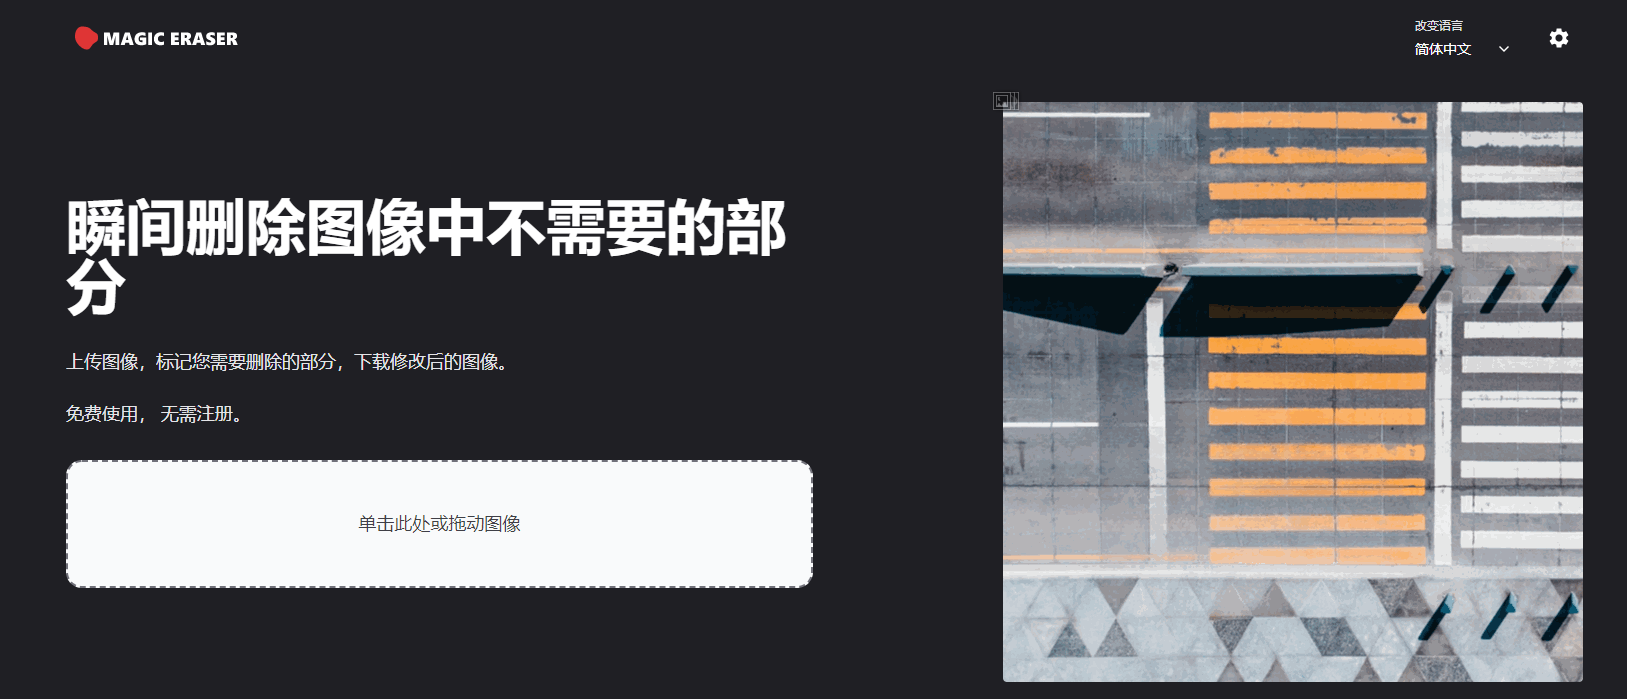 MAGIC ERASER
改变语言
简体中文
瞬间删除图像中不需要的部
分
上传图像，标记您需要删除的部分，下载修改后的图像。
免费使用， 无需注册。
单击此处或拖动图像